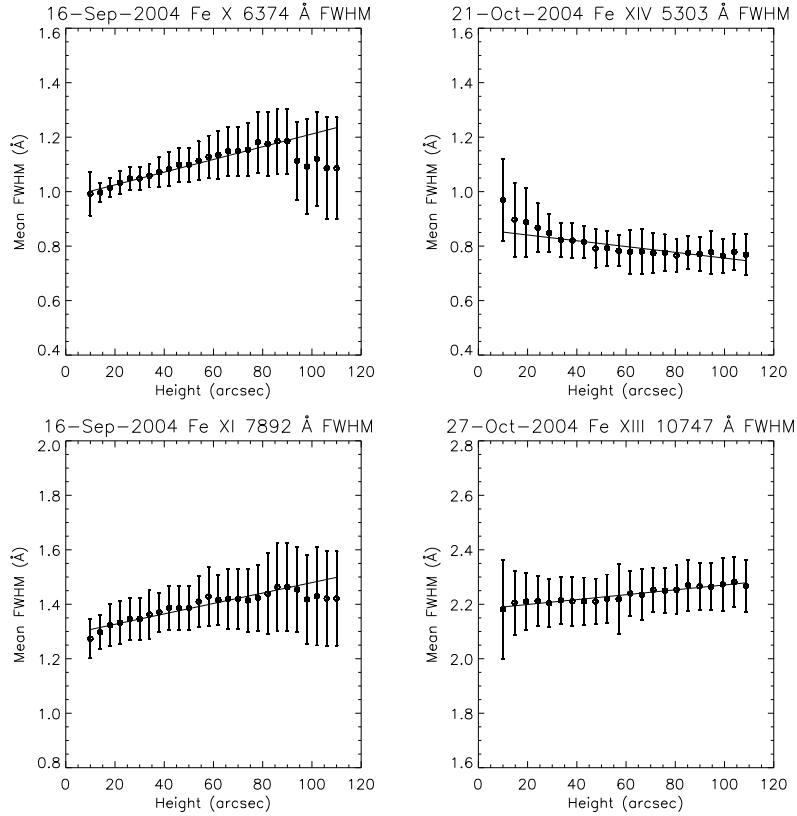 16-Sep-2004 Fe X 6374 Å FWHM
1.6
1.4
1.2
1.0
0.8
0.6
0.4
Mean FWHM (Å)
0 20 40 60 80 100 120
Height (arcsec)
21-Oct-2004 Fe XIV 5303 Å FWHM
1.6
1.4
1.2
1.0
0.8
0.6
0.4
Mean FWHM (Å)
0 20 40 60 80 100 120
Height (arcsec)
16-Sep-2004 Fe XI 7892 Å FWHM
2.0
1.8
1.6
1.4
1.2
1.0
0.8
Mean FWHM (Å)
0 20 40 60 80 100 120
Height (arcsec)
27-Oct-2004 Fe XIII 10747 Å FWHM
2.8
2.6
2.4
2.2
2.0
1.8
1.6
Mean FWHM (Å)
0 20 40 60 80 100 120
Height (arcsec)